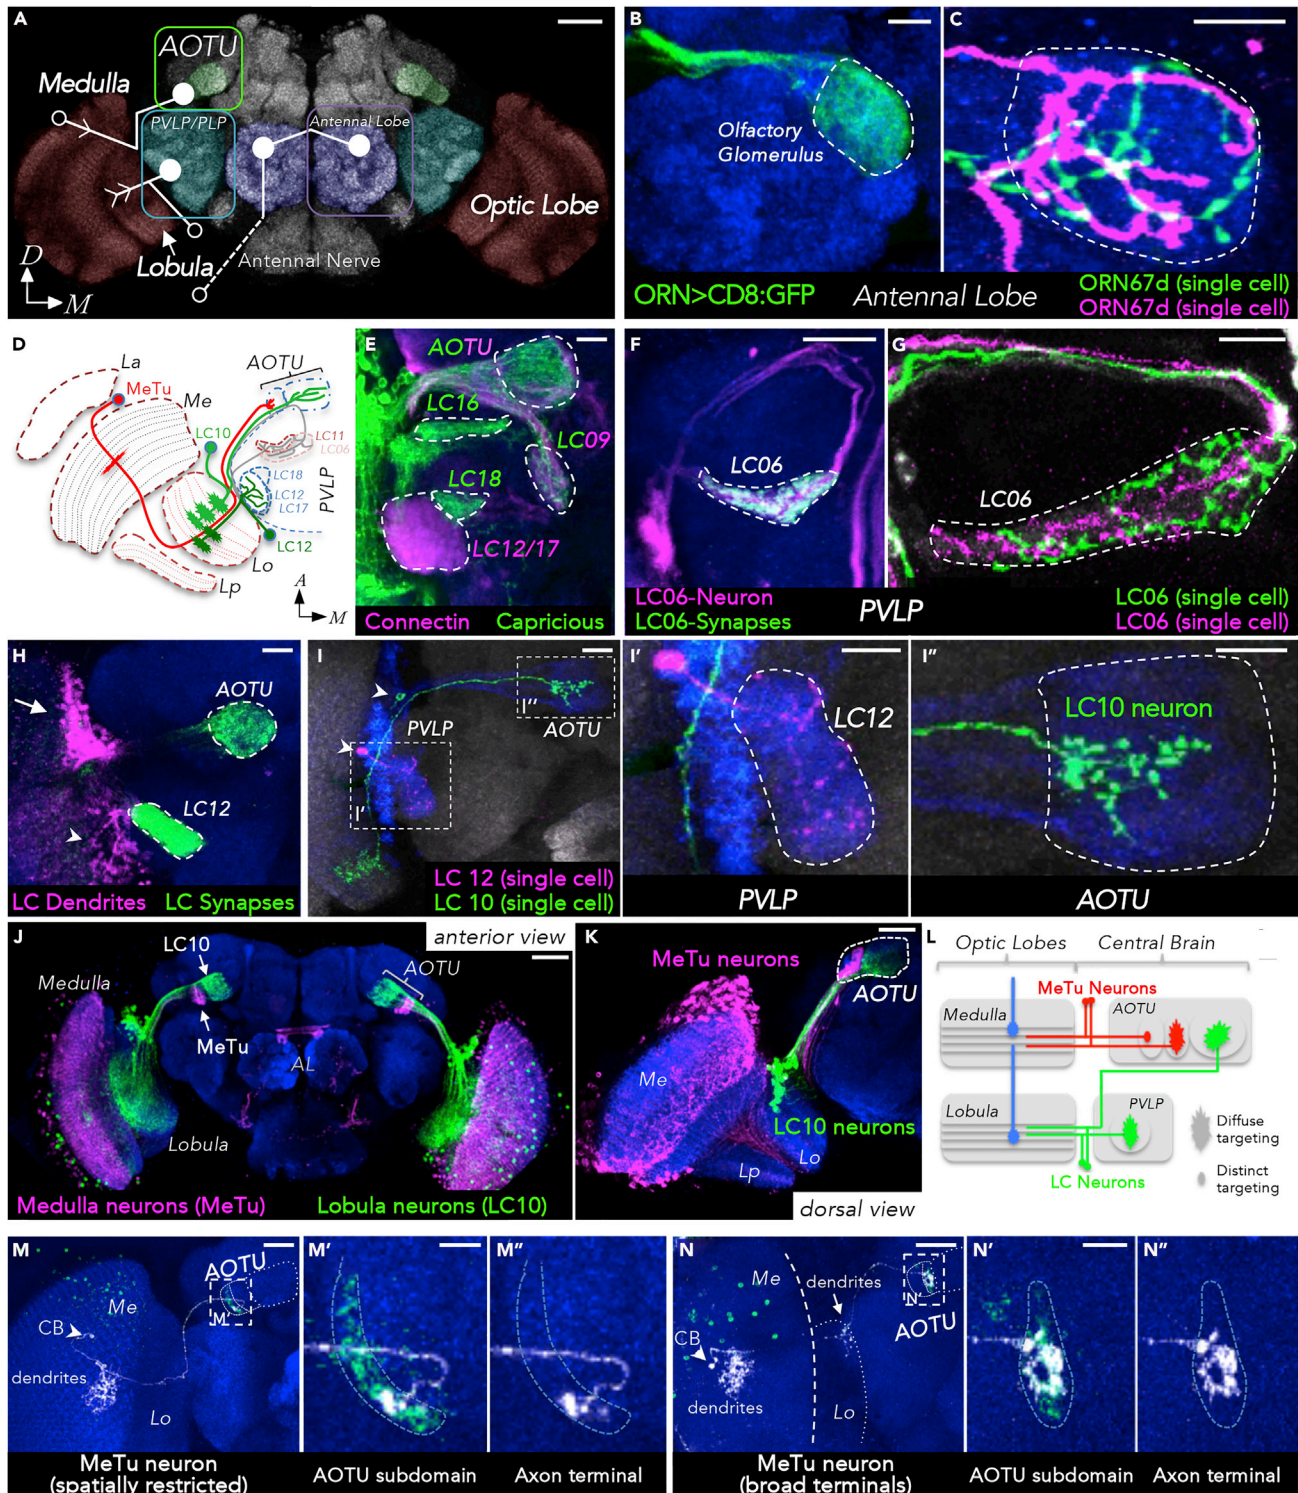 A
AOTU
Medulla
PVLP/PLP
Antennal Lobe
Optic Lobe
Lobula
Antennal Nerve
D
M
B
Olfactory
Glomerulus
ORN>CD8:GFP
Antennal Lobe
C
ORN67d (single cell)
ORN67d (single cell)
D
La
MeTu
Me
AOTU
LC10
LC11
LC06
LC18
LC12
LC17
PVLP
LC12
Lo
Lp
A
M
E
AOTU
LC16
LC09
LC18
LC12/17
Connectin
Capricious
F
LC06
LC06-Neuron
LC06-Synapses
PVLP
G
LC06
LC06 (single cell)
LC06 (single cell)
H
AOTU
LC12
LC Dendrites
LC Synapses
I
I''
PVLP
AOTU
I'
LC 12 (single cell)
LC 10 (single cell)
I'
LC12
PVLP
I''
LC10 neuron
AOTU
J
anterior view
LC10
AOTU
Medulla
MeTu
AL
Lobula
Medulla neurons (MeTu)
Lobula neurons (LC10)
K
MeTu neurons
AOTU
Me
LC10 neurons
Lo
Lp
dorsal view
L
Optic Lobes
Central Brain
MeTu Neurons
Medulla
AOTU
Lobula
PVLP
Diffuse
targeting
Distinct
targeting
LC Neurons
M
AOTU
Me
M'
CB
dendrites
Lo
MeTu neuron
(spatially restricted)
M'
AOTU subdomain
M''
Axon terminal
N
Me
dendrites
N'
AOTU
CB
dendrites
Lo
MeTu neuron
(broad terminals)
N'
AOTU subdomain
N''
Axon terminal